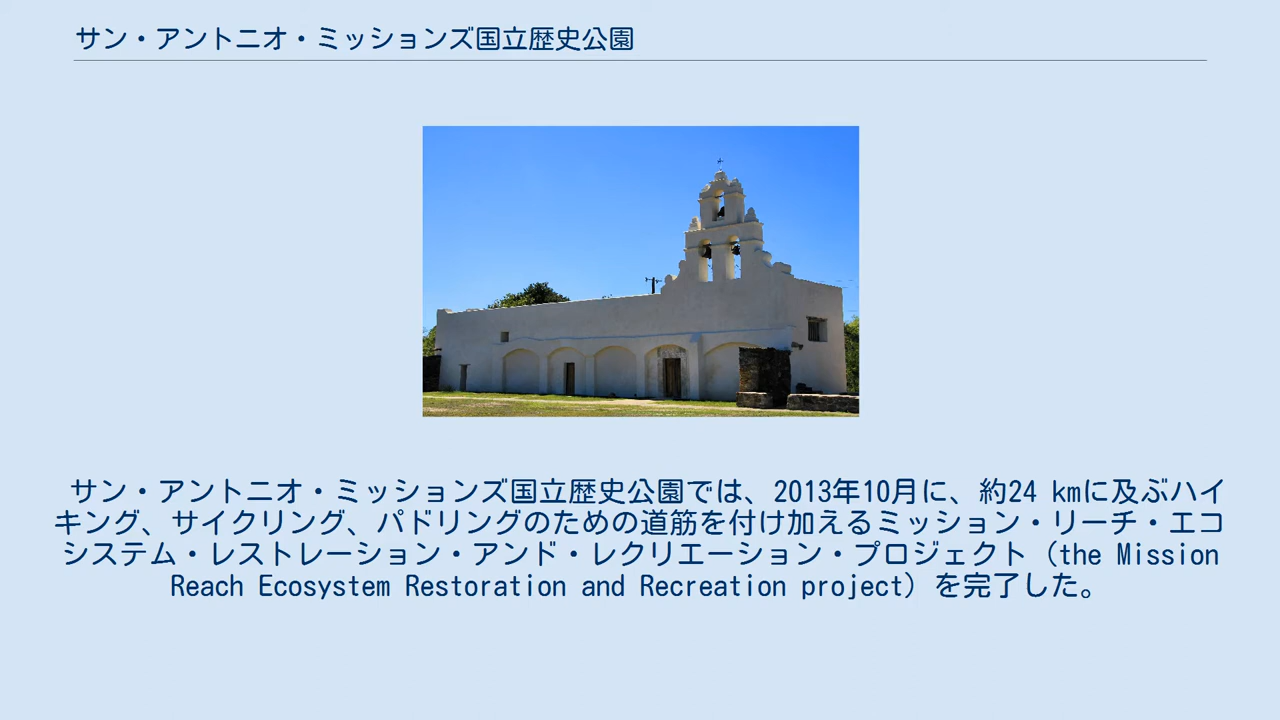 サン・アントニオ・ミッションズ国立歴史公園
サン・アントニオ・ミッションズ国立歴史公園では、2013年10月に、約24 kmに及ぶハイ
キング、サイクリング、パドリングのための道筋を付け加えるミッション・リーチ・エコ
システム・レストレーション・アンド・レクリエーション・プロジェクト（the Mission
Reach Ecosystem Restoration and Recreation project）を完了した。